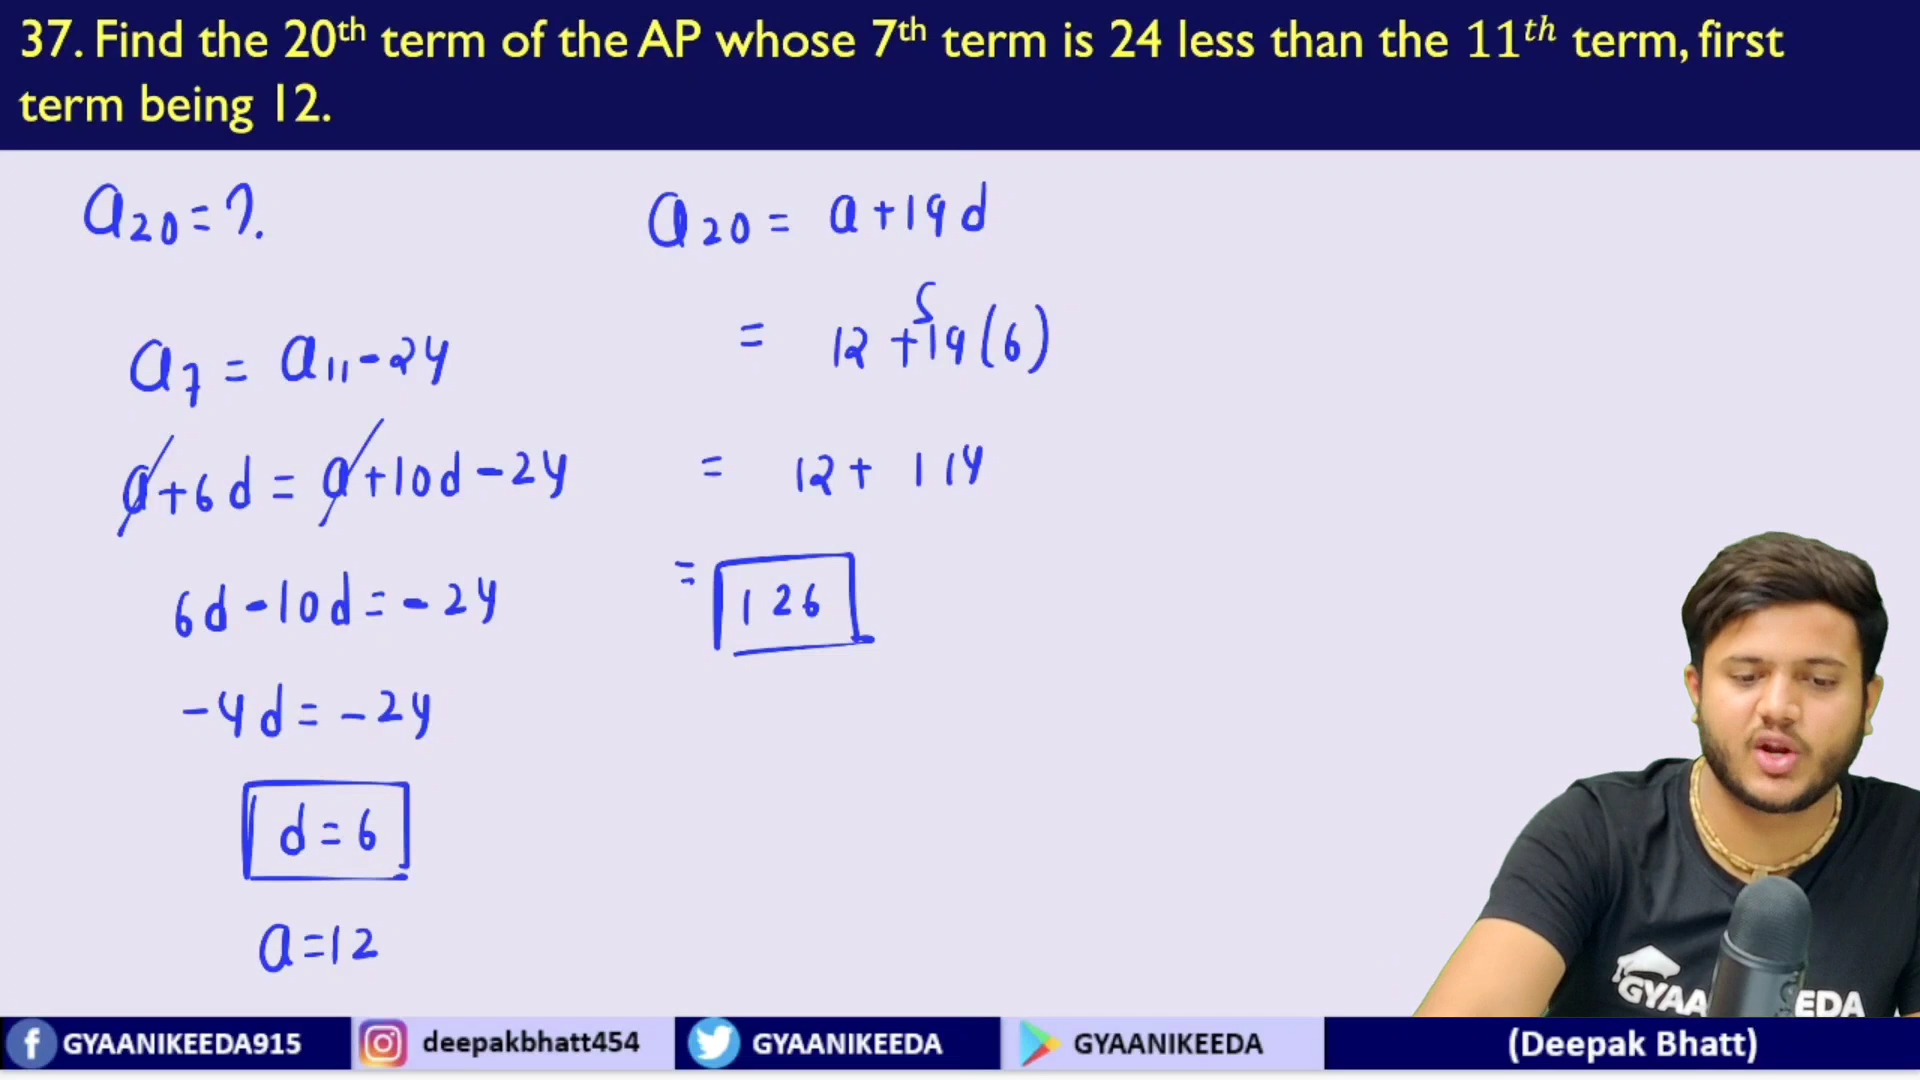 37. Find the 20th term of the AP whose 7th term is 24 less than the 11th term, first
term being 12.
a20 = ?.
a7 = a11 - 24
a + 6d = a + 10d - 24
6d - 10d = - 24
- 4d = - 24
d = 6
a = 12
a20 = a + 19d
5
= 12 + 19(6)
= 12 + 114
= 126
GYAANIKEEDA
GYAANIKEEDA915
deepakbhatt454
GYAANIKEEDA
GYAANIKEEDA
(Deepak Bhatt)